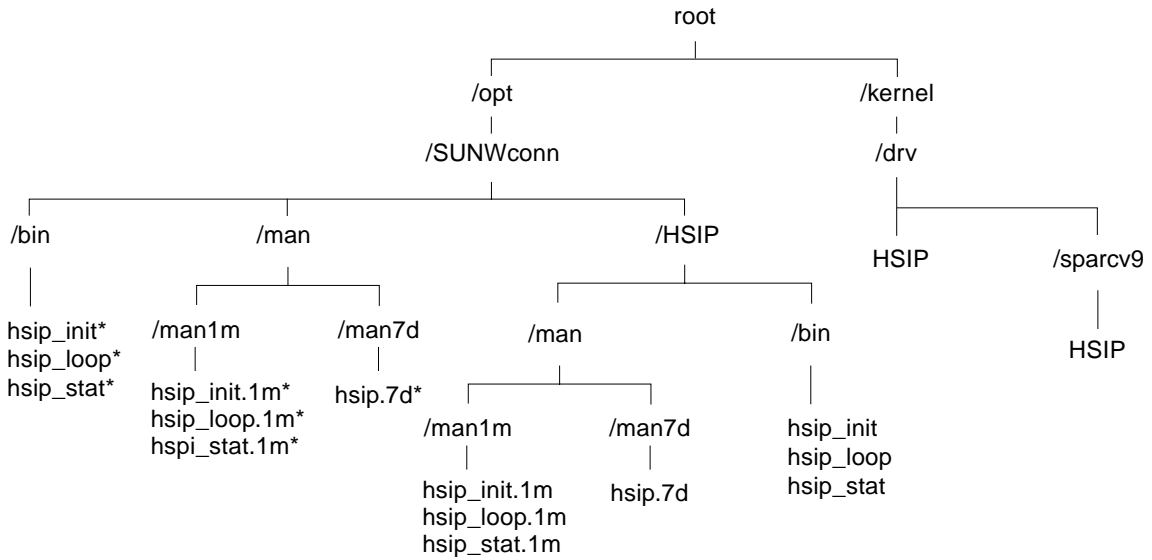 root
/opt
/kernel
/SUNWconn
/drv
/bin
/man
/HSIP
HSIP
/sparcv9
hsip_init*
hsip_loop*
hsip_stat*
/man1m
/man7d
/man
/bin
HSIP
hsip_init.1m*
hsip_loop.1m*
hspi_stat.1m*
hsip.7d*
/man1m
/man7d
hsip_init
hsip_loop
hsip_stat
hsip_init.1m
hsip_loop.1m
hsip_stat.1m
hsip.7d